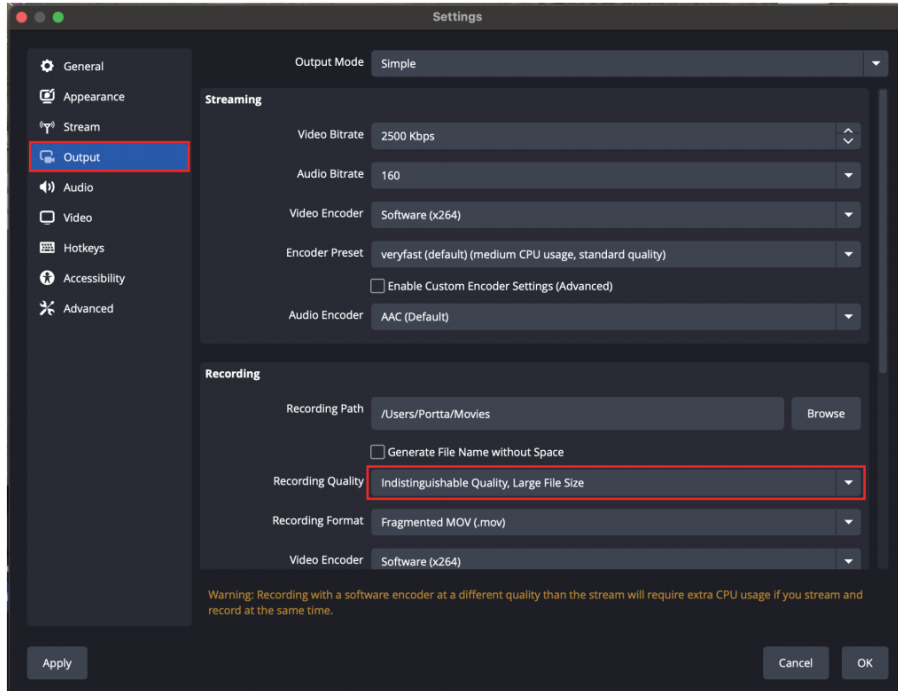 Settings
General
Appearance
Stream
Output
Audio
Video
Hotkeys
Accessibility
Advanced
Output Mode
Simple
Streaming
Video Bitrate
2500 Kbps
Audio Bitrate
160
Video Encoder
Software (x264)
Encoder Preset
veryfast (default) (medium CPU usage, standard quality)
Enable Custom Encoder Settings (Advanced)
Audio Encoder
AAC (Default)
Recording
Recording Path
/Users/Portta/Movies
Browse
Generate File Name without Space
Recording Quality
Indistinguishable Quality, Large File Size
Recording Format
Fragmented MOV (.mov)
Video Encoder
Software (x264)
Warning: Recording with a software encoder at a different quality than the stream will require extra CPU usage if you stream and
record at the same time.
Apply
Cancel
OK